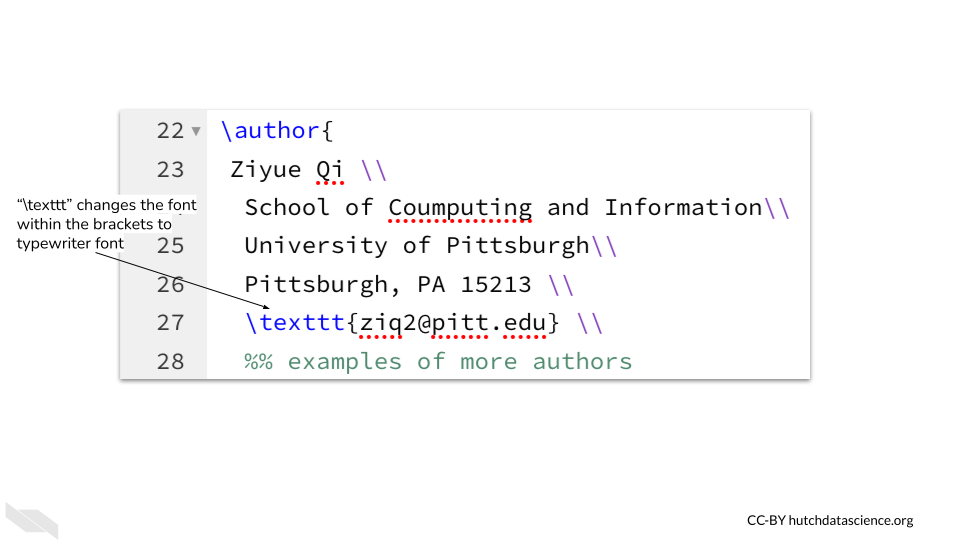 22 \author{
23 Ziyue Qi \\
School of Coumputing and Information\\
25 University of Pittsburgh\\
26 Pittsburgh, PA 15213 \\
27 \texttt{ziq2@pitt.edu} \\
28 %% examples of more authors
“\texttt” changes the font
within the brackets to
typewriter font
CC-BY hutchdatascience.org